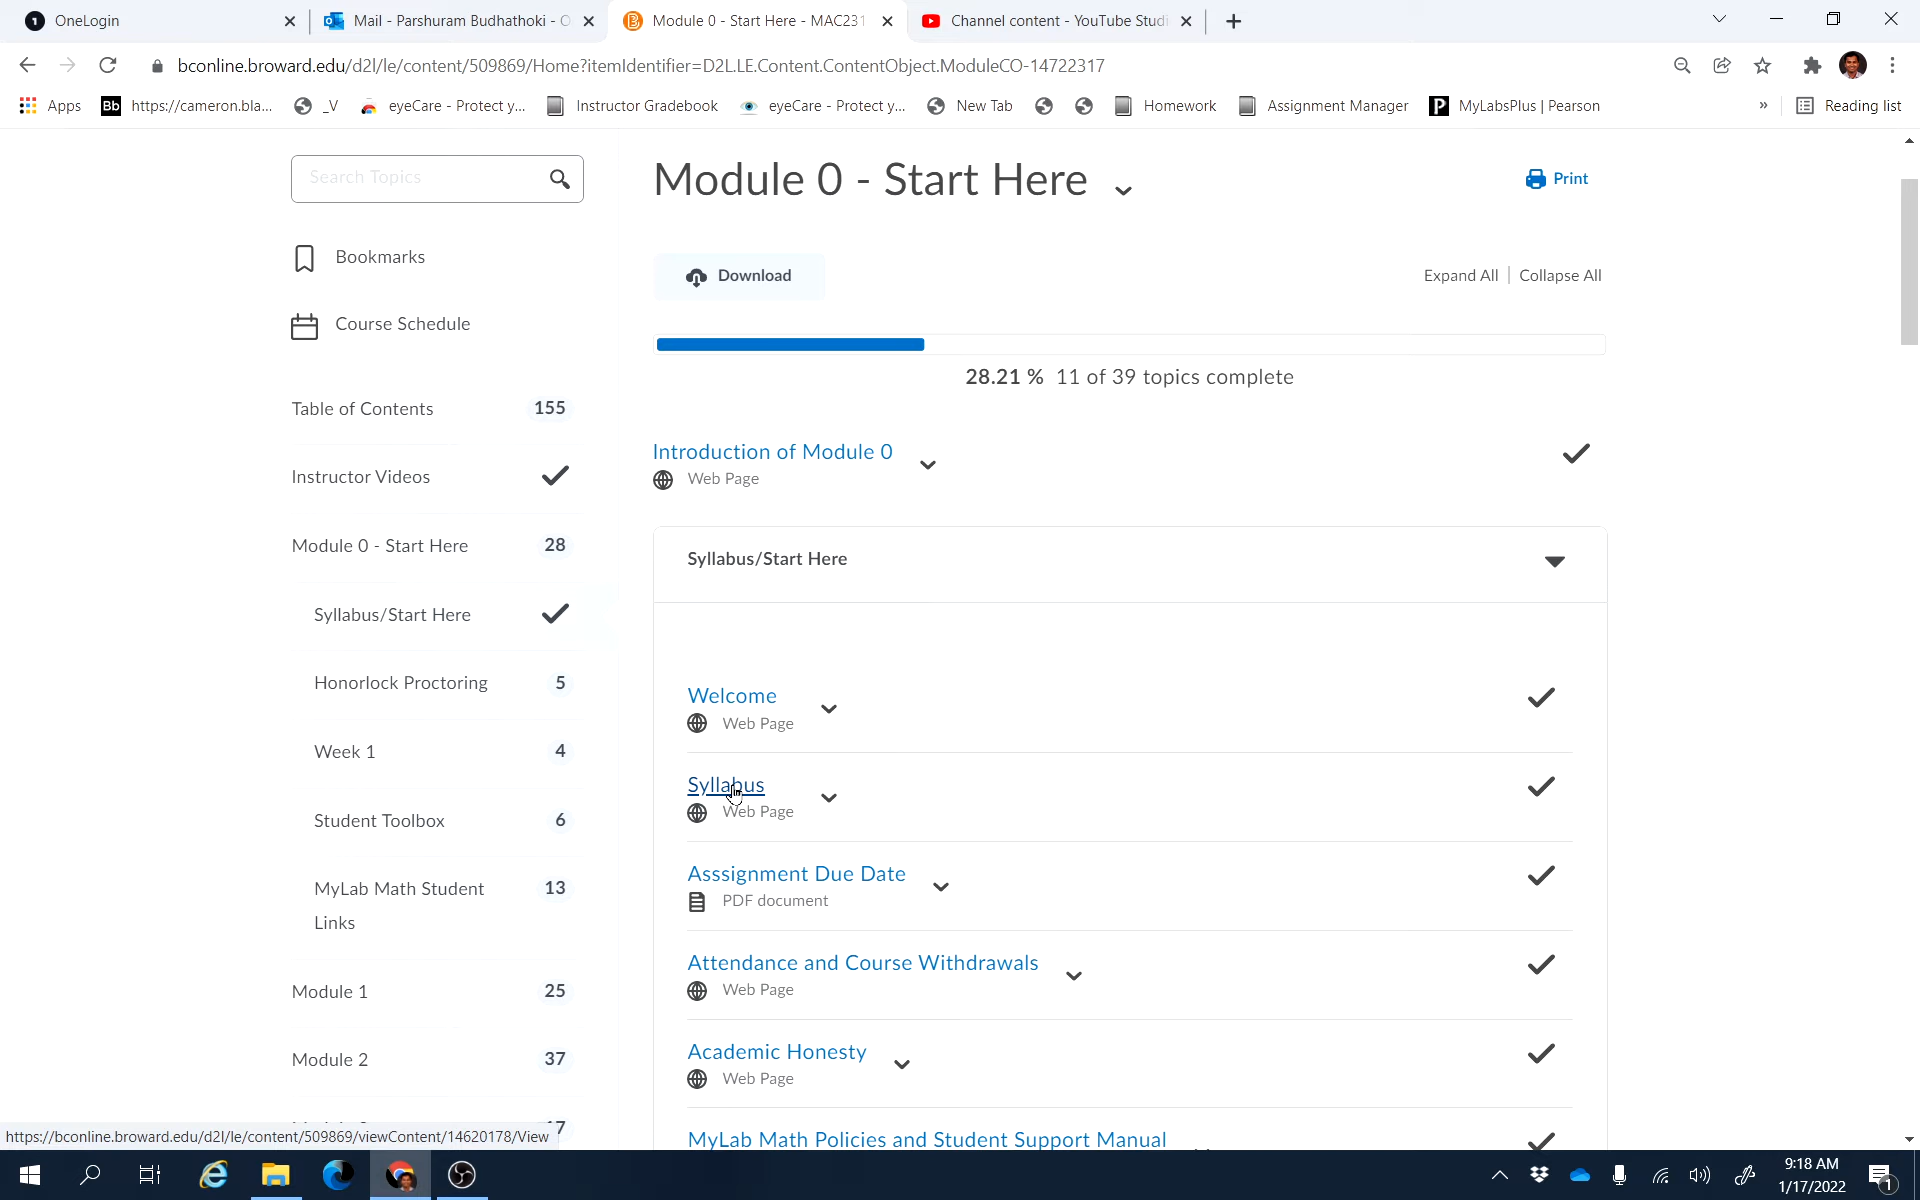 OneLogin
Mail - Parshuram Budhathoki - O
Module 0 - Start Here - MAC231
Channel content - YouTube Studi
bconline.broward.edu/d2l/le/content/509869/Home?itemIdentifier=D2L.LE.Content.ContentObject.ModuleCO-14722317
Apps
Bb https://cameron.bla...
_V
eyeCare - Protect y...
Instructor Gradebook
eyeCare - Protect y...
New Tab
Homework
Assignment Manager
MyLabsPlus | Pearson
»
Reading list
Search Topics
Module 0 - Start Here
Print
Bookmarks
Download
Expand All | Collapse All
Course Schedule
28.21 % 11 of 39 topics complete
Table of Contents 155
Introduction of Module 0
Web Page
Instructor Videos
Module 0 - Start Here 28
Syllabus/Start Here
Syllabus/Start Here
Honorlock Proctoring 5
Welcome
Web Page
Week 1 4
Syllabus
Web Page
Student Toolbox 6
Asssignment Due Date
PDF document
MyLab Math Student 13
Links
Attendance and Course Withdrawals
Web Page
Module 1 25
Academic Honesty
Web Page
Module 2 37
MyLab Math Policies and Student Support Manual
https://bconline.broward.edu/d2l/le/content/509869/viewContent/14620178/View
9:18 AM
1/17/2022
1